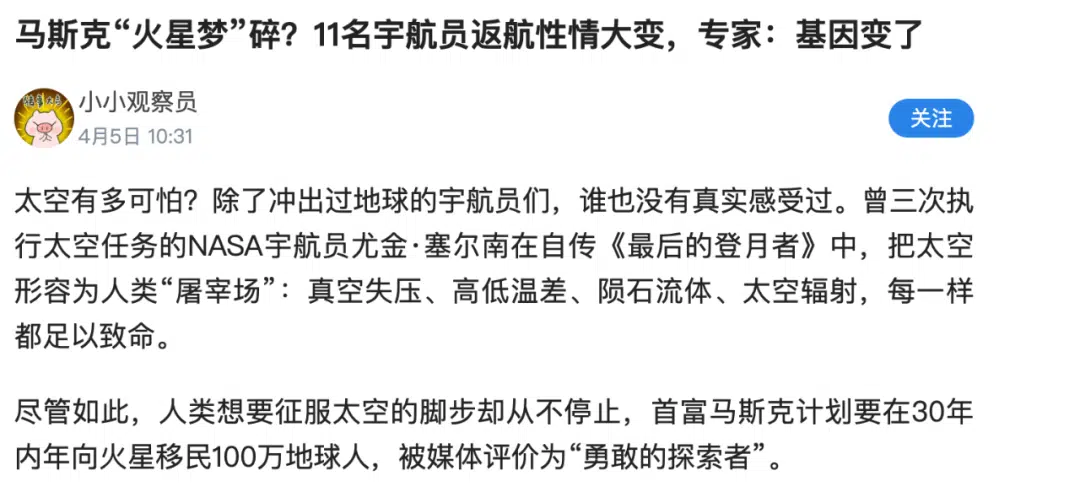 马斯克“火星梦”碎？11名宇航员返航性情大变，专家：基因变了
小小观察员
4月5日 10:31
关注
太空有多可怕？除了冲出过地球的宇航员们，谁也没有真实感受过。曾三次执
行太空任务的NASA宇航员尤金·塞尔南在自传《最后的登月者》中，把太空
形容为人类“屠宰场”：真空失压、高低温差、陨石流体、太空辐射，每一样
都足以致命。
尽管如此，人类想要征服太空的脚步却从不停止，首富马斯克计划要在30年
内年向火星移民100万地球人，被媒体评价为“勇敢的探索者”。